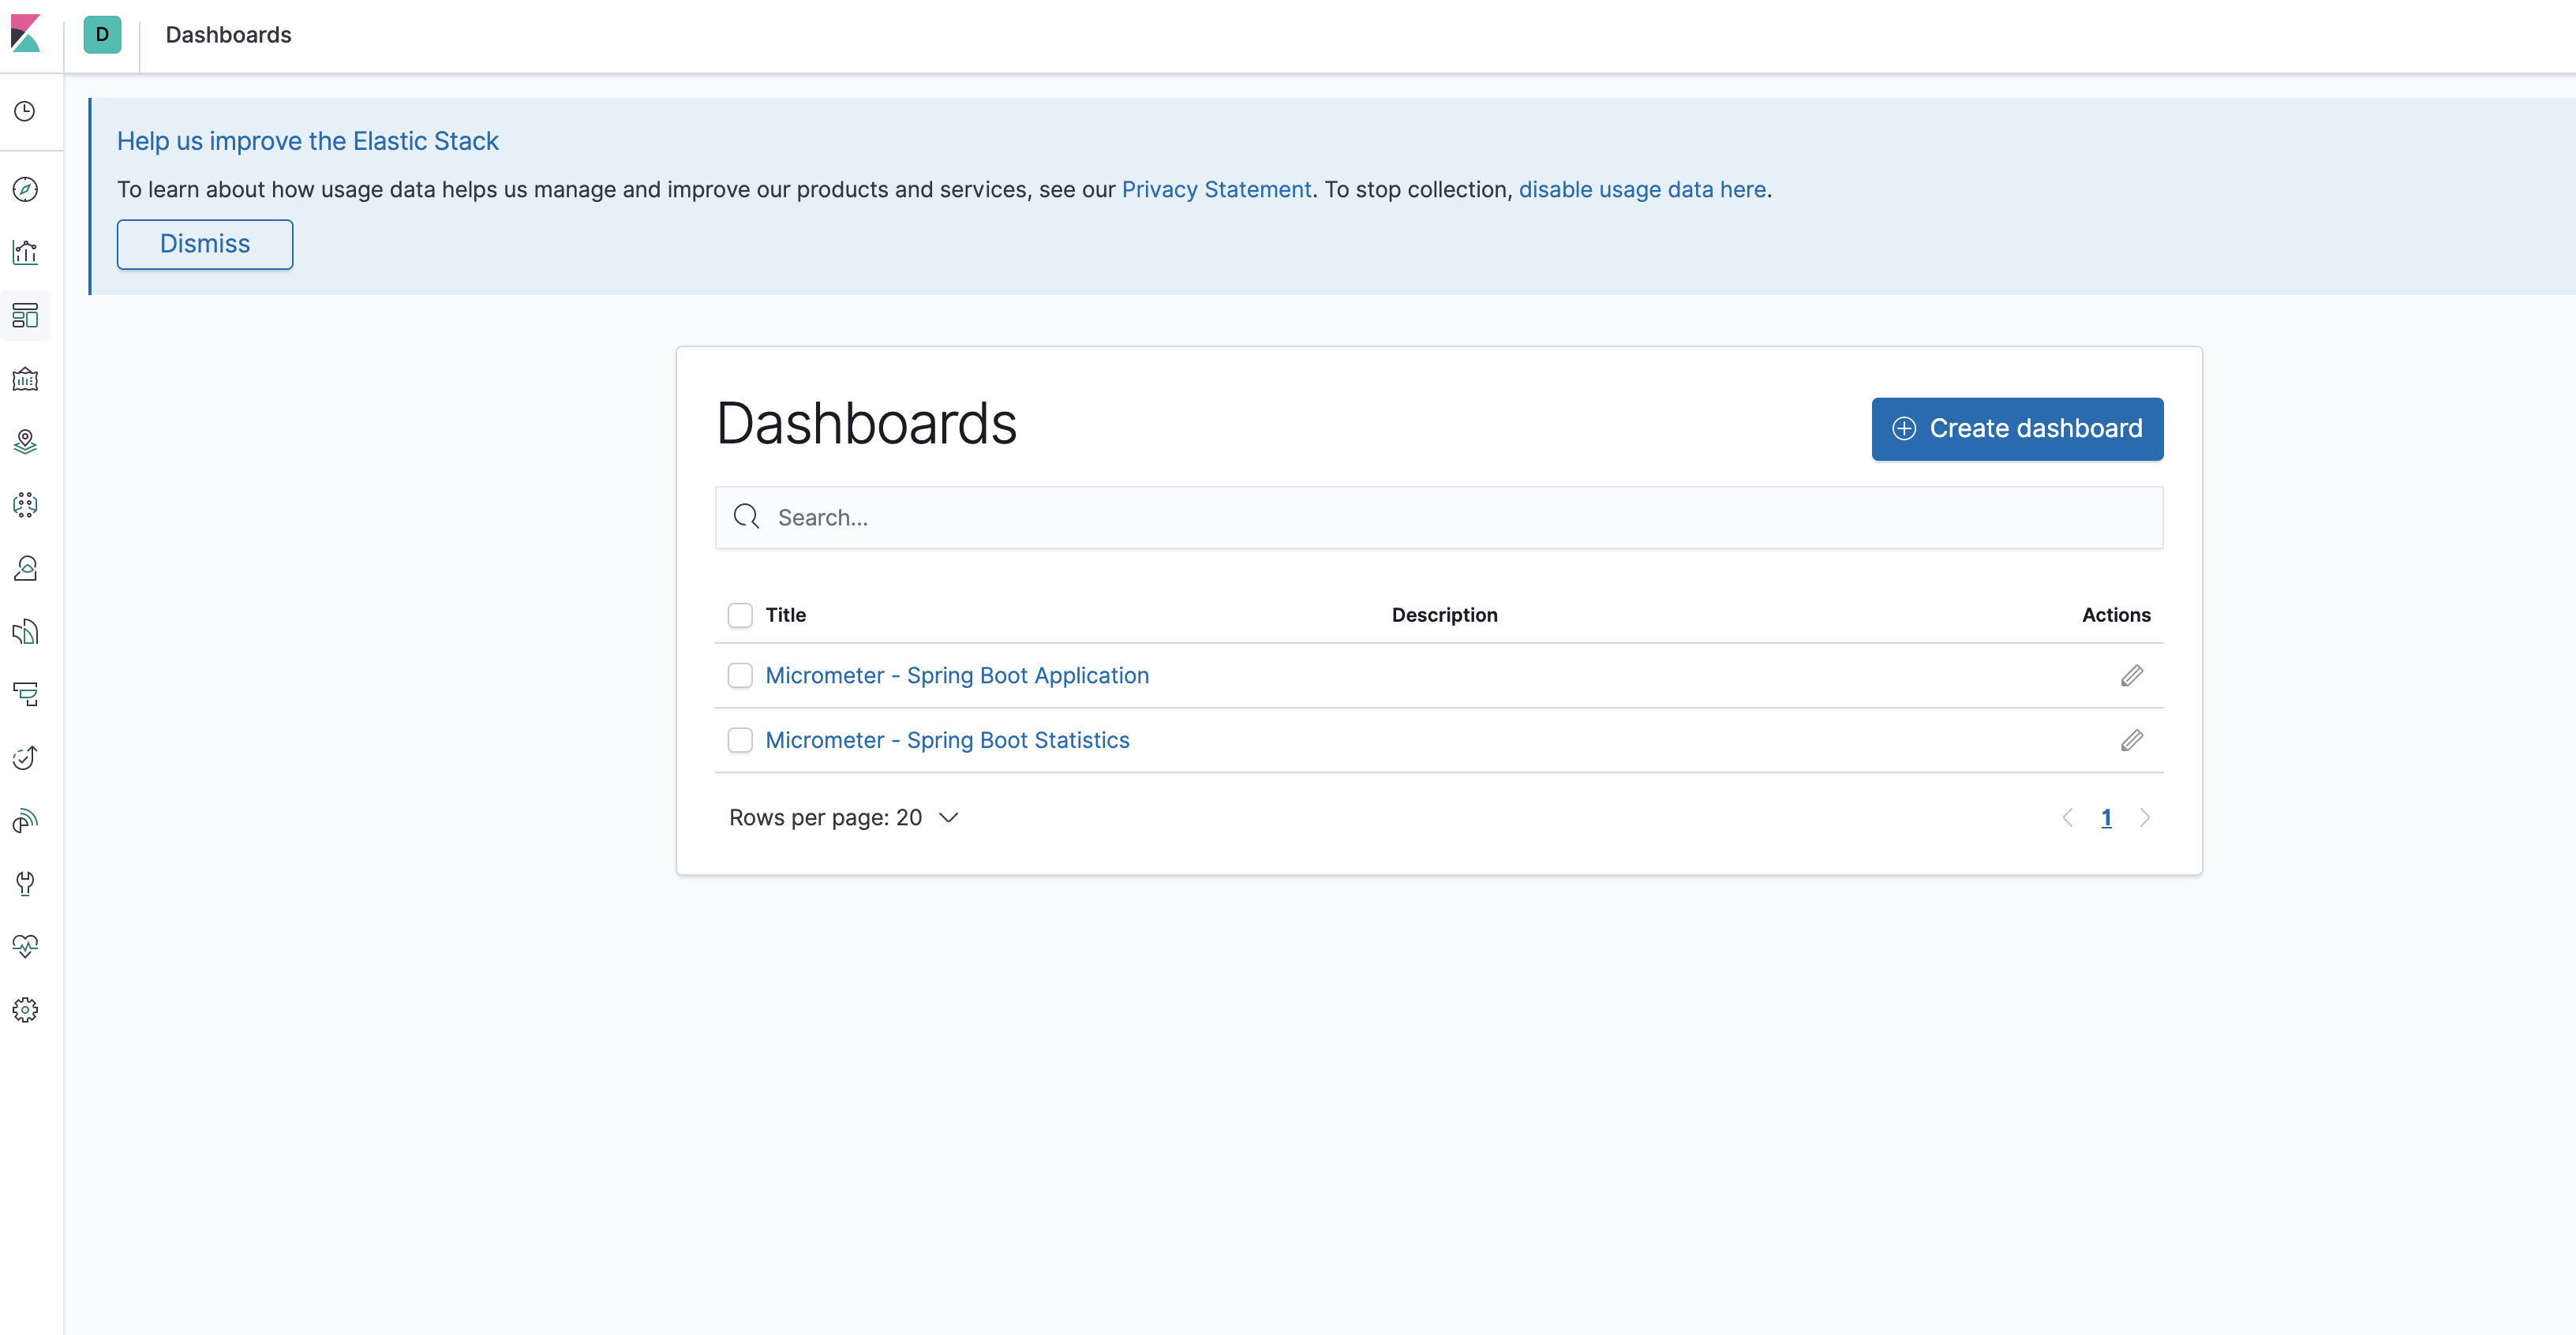 D Dashboards
Help us improve the Elastic Stack
To learn about how usage data helps us manage and improve our products and services, see our Privacy Statement. To stop collection, disable usage data here.
Dismiss
Dashboards
Create dashboard
Search...
Title Description Actions
Micrometer - Spring Boot Application
Micrometer - Spring Boot Statistics
Rows per page: 20 1